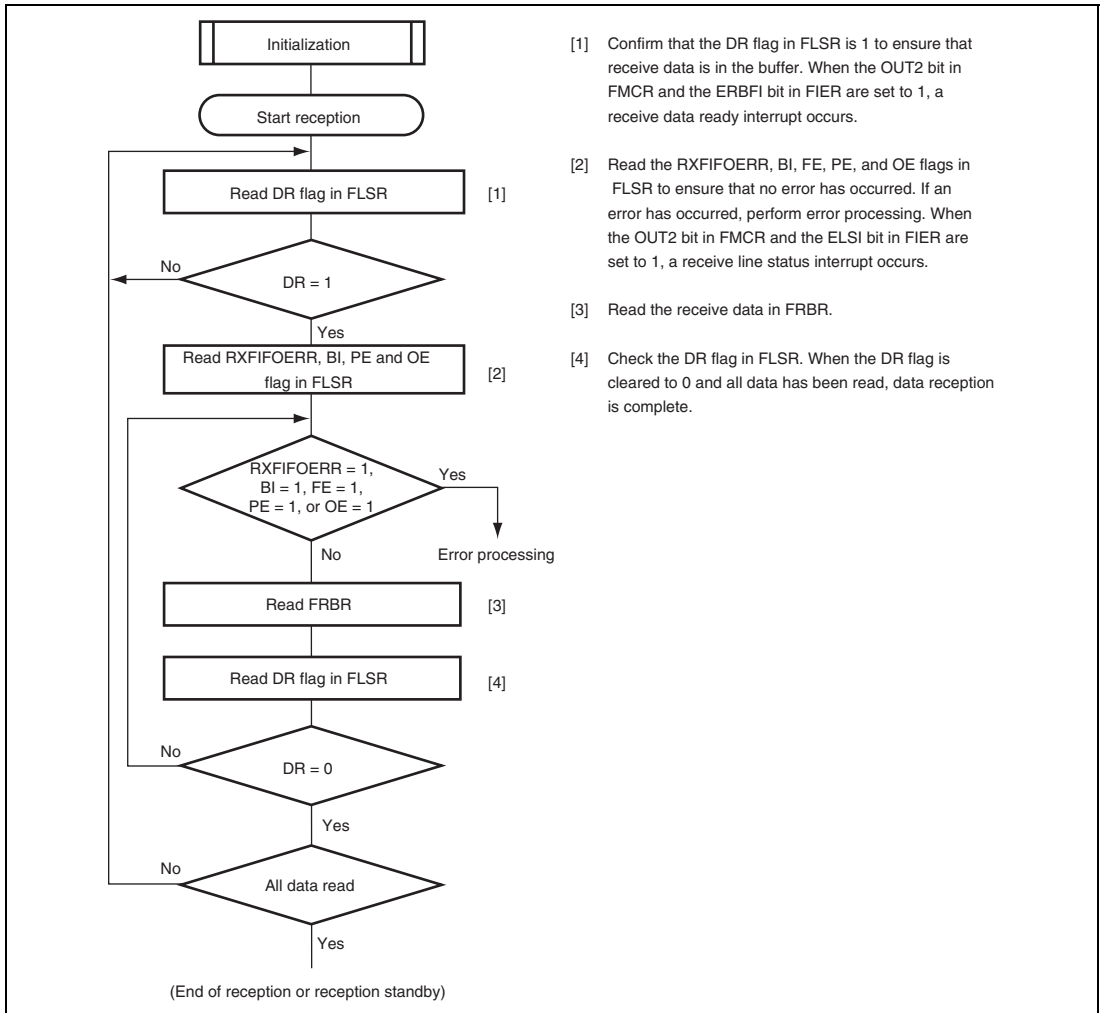 Initialization
Start reception
Read DR flag in FLSR
[1]
No
DR = 1
Yes
Read RXFIFOERR, BI, PE and OE
flag in FLSR
[2]
RXFIFOERR = 1,
BI = 1, FE = 1,
PE = 1, or OE = 1
Yes
Error processing
No
Read FRBR
[3]
Read DR flag in FLSR
[4]
No
DR = 0
Yes
No
All data read
Yes
(End of reception or reception standby)
[1] Confirm that the DR flag in FLSR is 1 to ensure that
receive data is in the buffer. When the OUT2 bit in
FMCR and the ERBFI bit in FIER are set to 1, a
receive data ready interrupt occurs.
[2] Read the RXFIFOERR, BI, FE, PE, and OE flags in
FLSR to ensure that no error has occurred. If an
error has occurred, perform error processing. When
the OUT2 bit in FMCR and the ELSI bit in FIER are
set to 1, a receive line status interrupt occurs.
[3] Read the receive data in FRBR.
[4] Check the DR flag in FLSR. When the DR flag is
cleared to 0 and all data has been read, data reception
is complete.